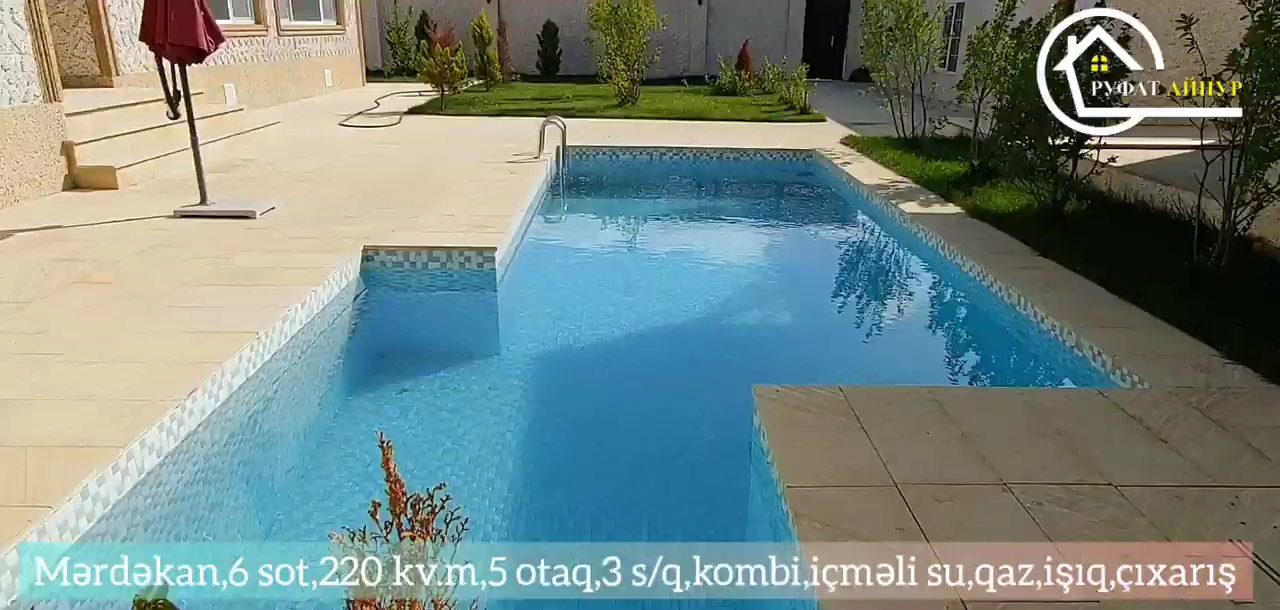 РУФАТ АЙНУР
Mərdəkan,6 sot,220 kv.m,5 otaq,3 s/q,kombi,içməli su,qaz,işıq,çıxarış